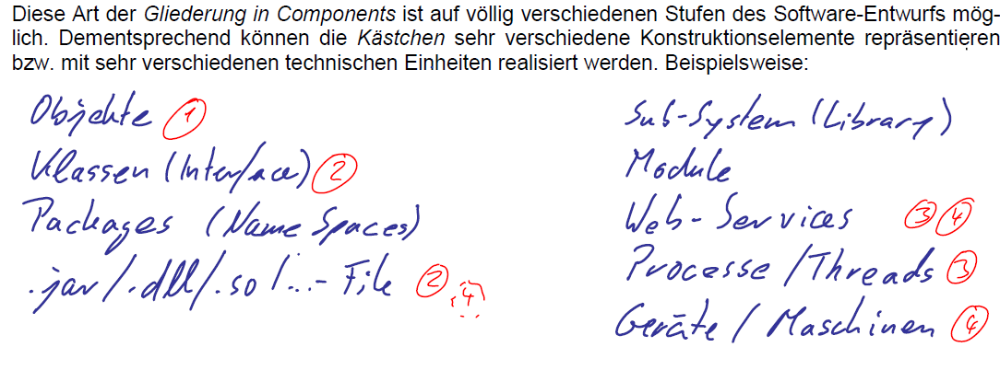 Diese Art der Gliederung in Components ist auf völlig verschiedenen Stufen des Software-Entwurfs mög-
lich. Dementsprechend können die Kästchen sehr verschiedene Konstruktionselemente repräsentieren
bzw. mit sehr verschiedenen technischen Einheiten realisiert werden. Beispielsweise:
Objekte 1
Klassen (Interface) 2
Packages (Name Spaces)
.jar/.dll/.so/...-File 2 (4)
Sub-System (Library)
Module
Web-Services 3 4
Processe/Threads 3
Geräte/Maschinen 4